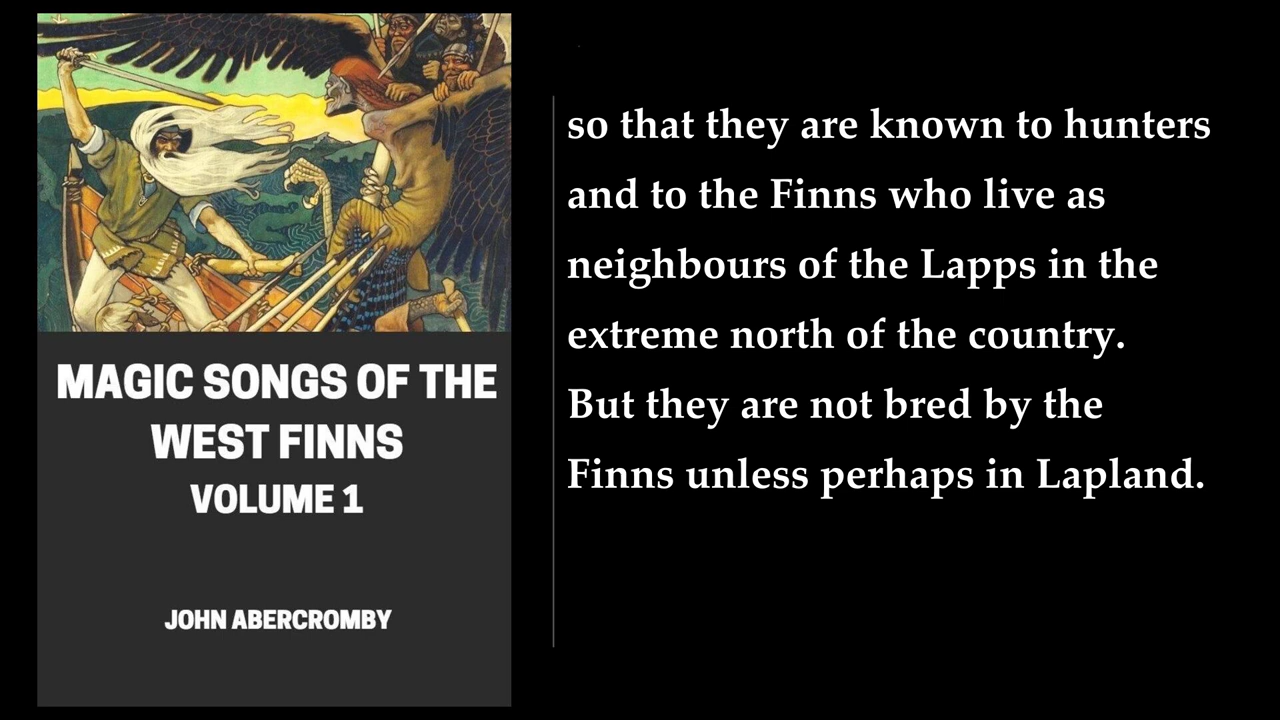 MAGIC SONGS OF THE
WEST FINNS
VOLUME 1
JOHN ABERCROMBY
so that they are known to hunters
and to the Finns who live as
neighbours of the Lapps in the
extreme north of the country.
But they are not bred by the
Finns unless perhaps in Lapland.